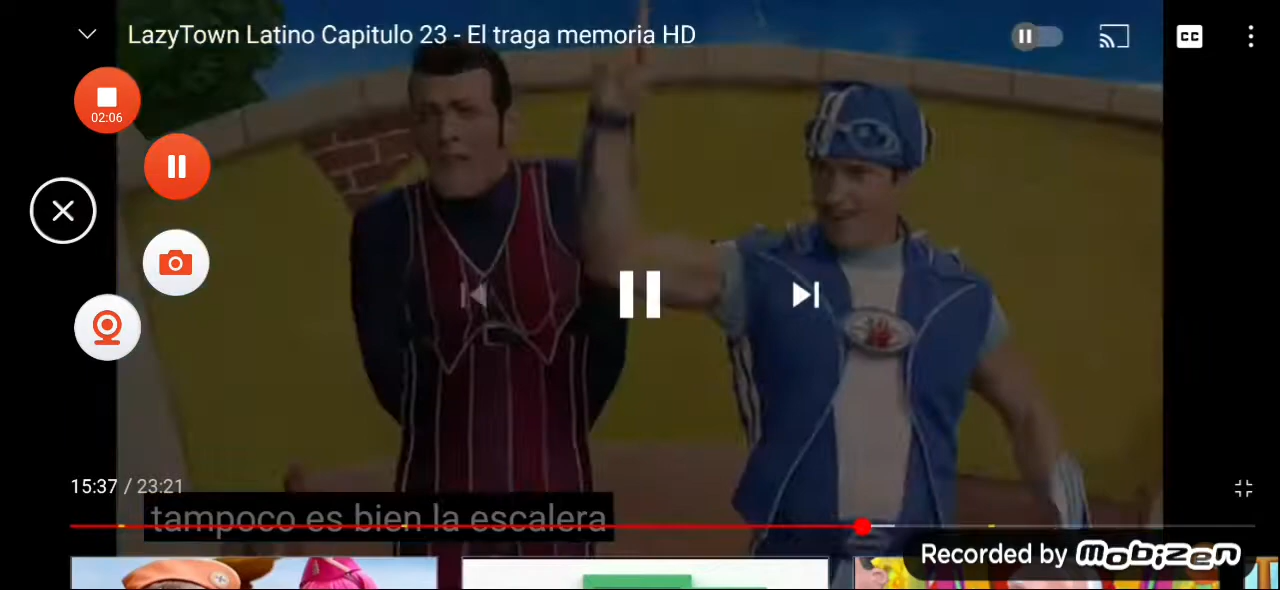 LazyTown Latino Capitulo 23 - El traga memoria HD
CC
02:06
15:37 / 23:21
tampoco es bien la escalera
Recorded by Mobizen